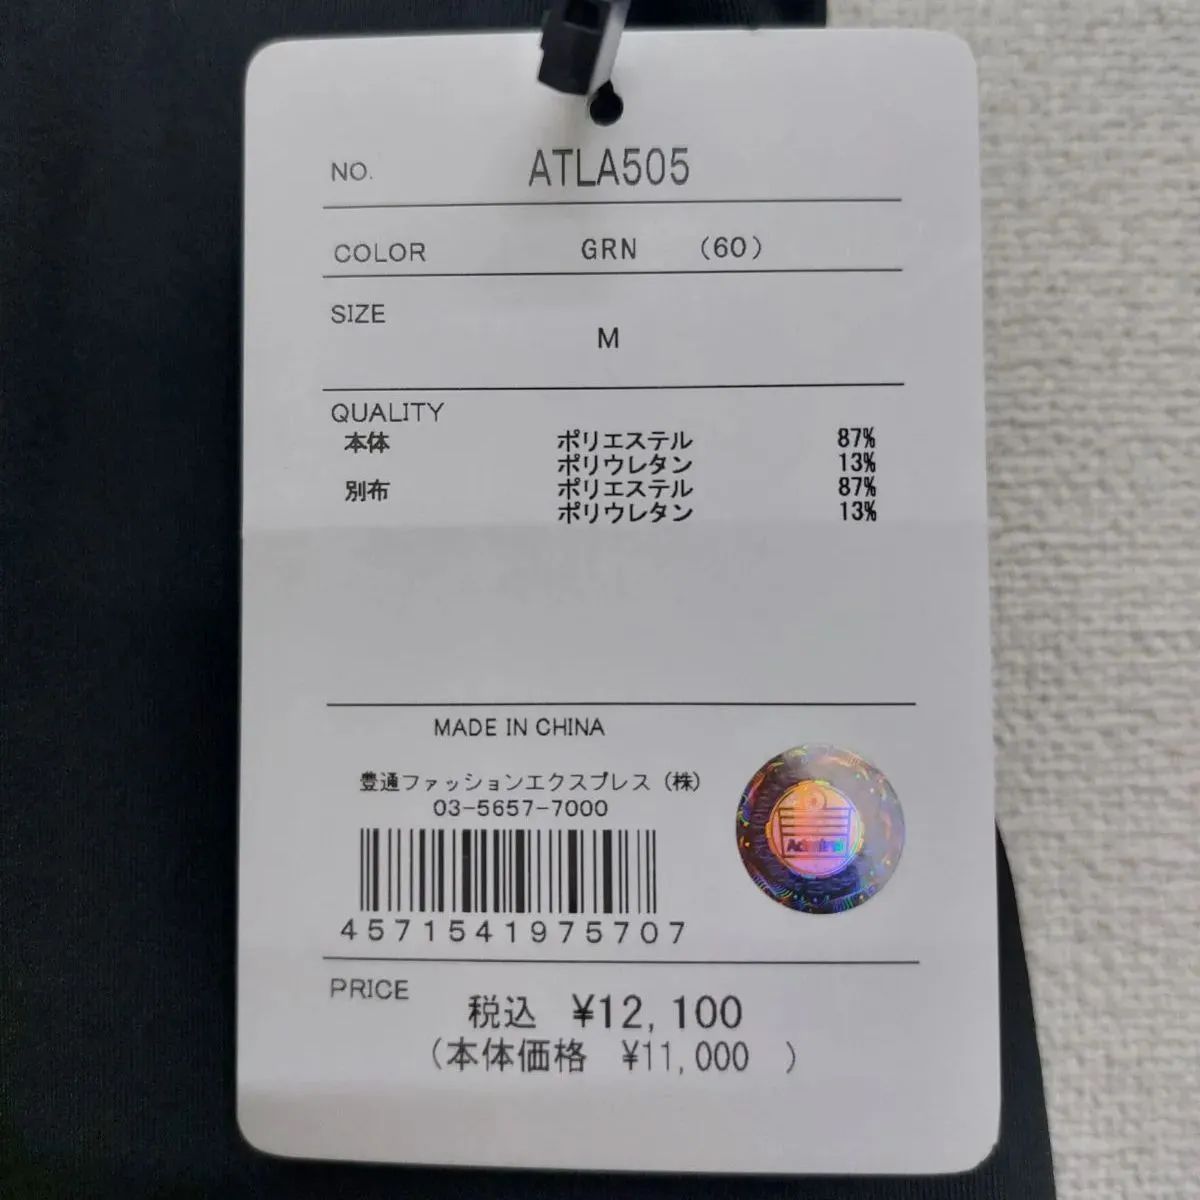 NO. ATLA505
COLOR GRN (60)
SIZE
M
QUALITY
本体 ポリエステル 87%
ポリウレタン 13%
別布 ポリエステル 87%
ポリウレタン 13%
MADE IN CHINA
豊通ファッションエクスプレス（株）
03-5657-7000
Admiral
4571541975707
PRICE
税込 ¥12,100
（本体価格 ¥11,000 ）